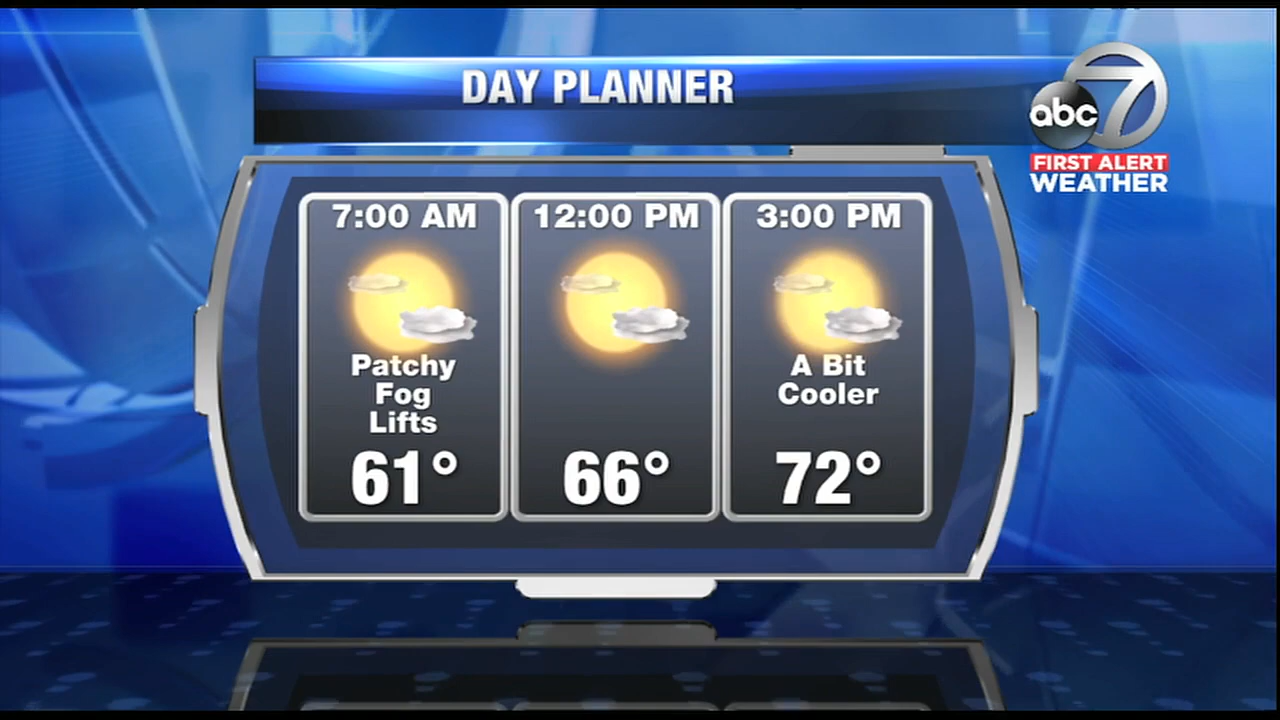 DAY PLANNER
abc 7
FIRST ALERT
WEATHER
7:00 AM
Patchy
Fog
Lifts
61°
12:00 PM
66°
3:00 PM
A Bit
Cooler
72°